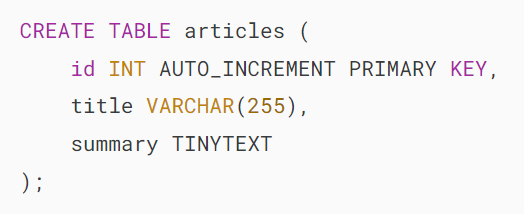 CREATE TABLE articles (
    id INT AUTO_INCREMENT PRIMARY KEY,
    title VARCHAR(255),
    summary TINYTEXT
);